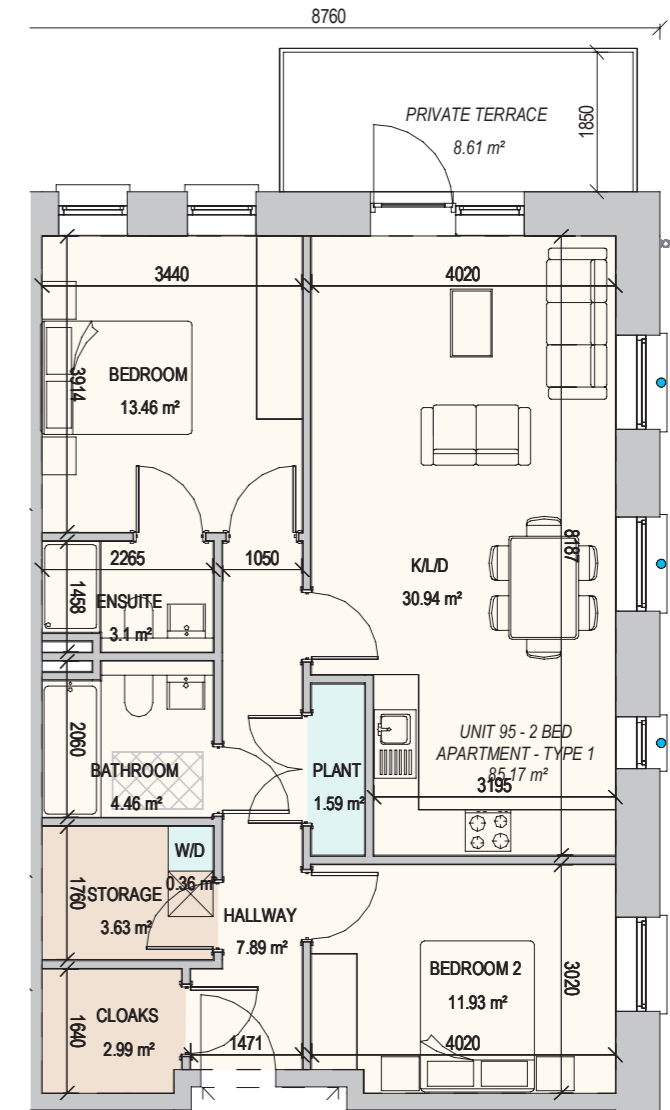 8760
PRIVATE TERRACE
8.61 m²
1850
3440
4020
BEDROOM
13.46 m²
3914
2265
1050
1458
ENSUITE
3.1 m²
K/L/D
30.94 m²
8187
2060
BATHROOM
4.46 m²
PLANT
1.59 m²
UNIT 95 - 2 BED
APARTMENT - TYPE 1
85.17 m²
3195
W/D
0.36 m²
1760
STORAGE
3.63 m²
HALLWAY
7.89 m²
BEDROOM 2
11.93 m²
3020
CLOAKS
2.99 m²
1640
1471
4020